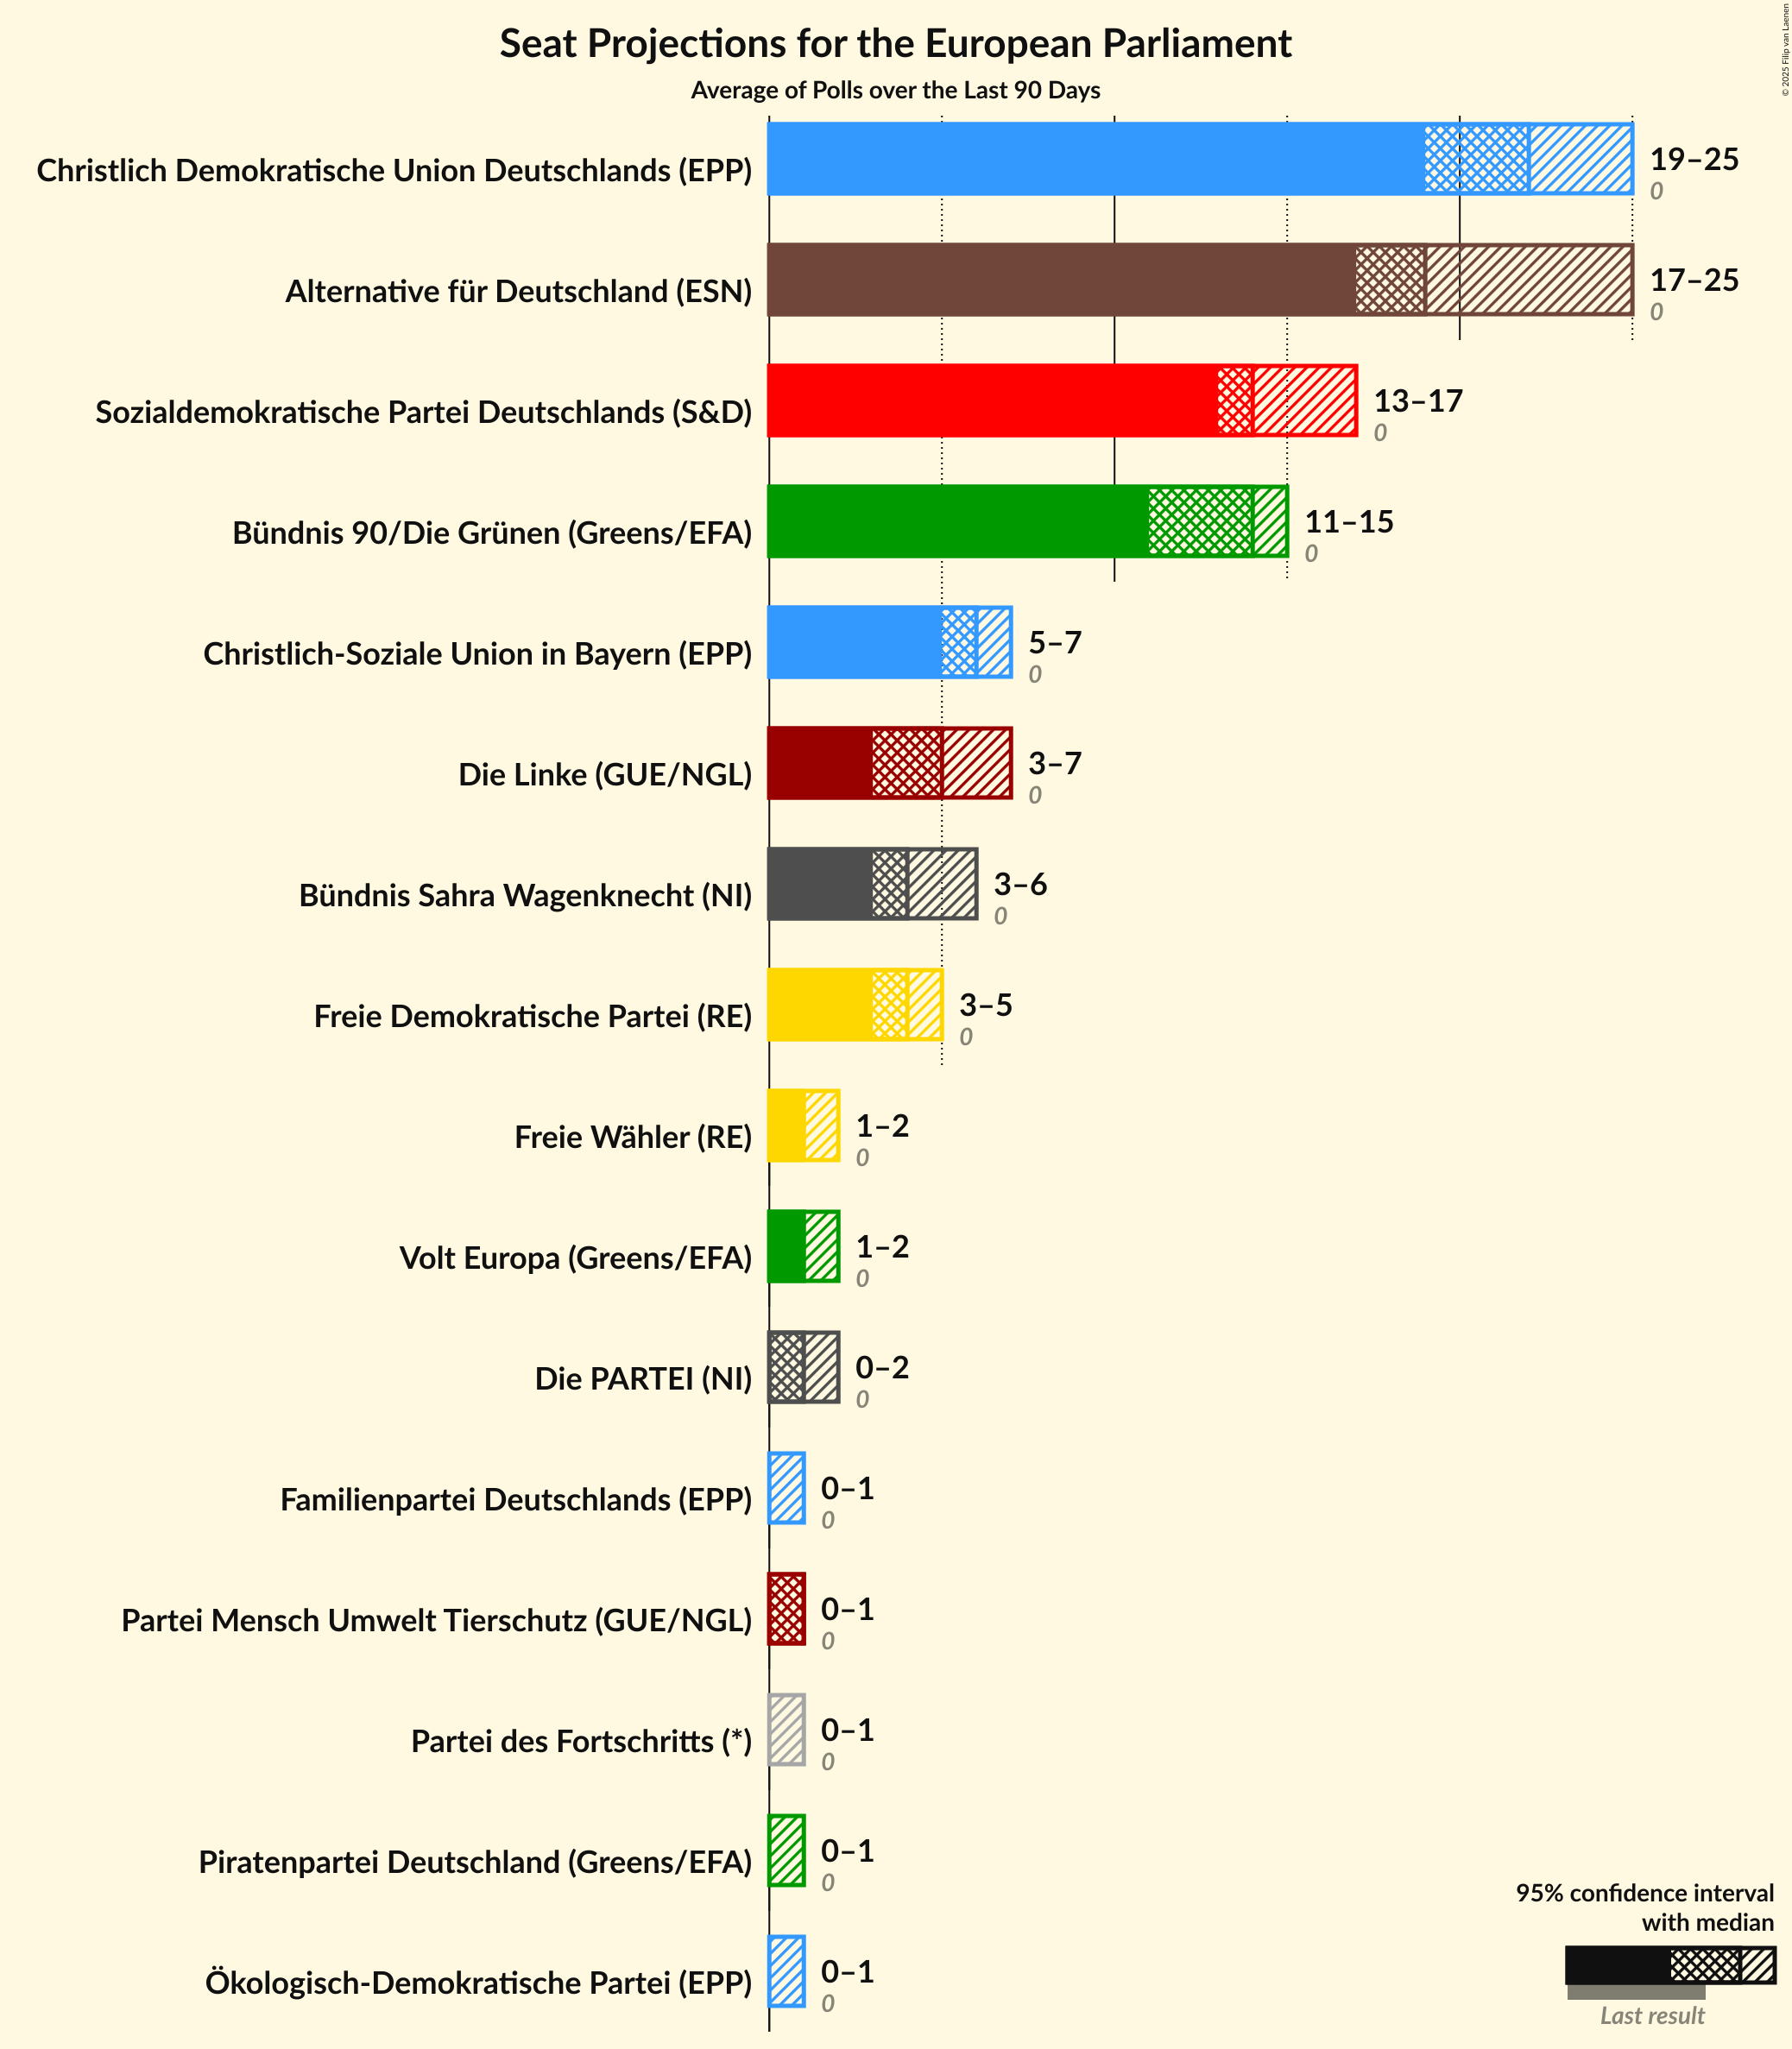 Seat Projections for the European Parliament
Average of Polls over the Last 90 Days
© 2025 Filip van Laenen
Christlich Demokratische Union Deutschlands (EPP)
19–25
0
Alternative für Deutschland (ESN)
17–25
0
Sozialdemokratische Partei Deutschlands (S&D)
13–17
0
Bündnis 90/Die Grünen (Greens/EFA)
11–15
0
Christlich-Soziale Union in Bayern (EPP)
5–7
0
Die Linke (GUE/NGL)
3–7
0
Bündnis Sahra Wagenknecht (NI)
3–6
0
Freie Demokratische Partei (RE)
3–5
0
Freie Wähler (RE)
1–2
0
Volt Europa (Greens/EFA)
1–2
0
Die PARTEI (NI)
0–2
0
Familienpartei Deutschlands (EPP)
0–1
0
Partei Mensch Umwelt Tierschutz (GUE/NGL)
0–1
0
Partei des Fortschritts (*)
0–1
0
Piratenpartei Deutschland (Greens/EFA)
0–1
0
Ökologisch-Demokratische Partei (EPP)
0–1
0
95% confidence interval
with median
Last result